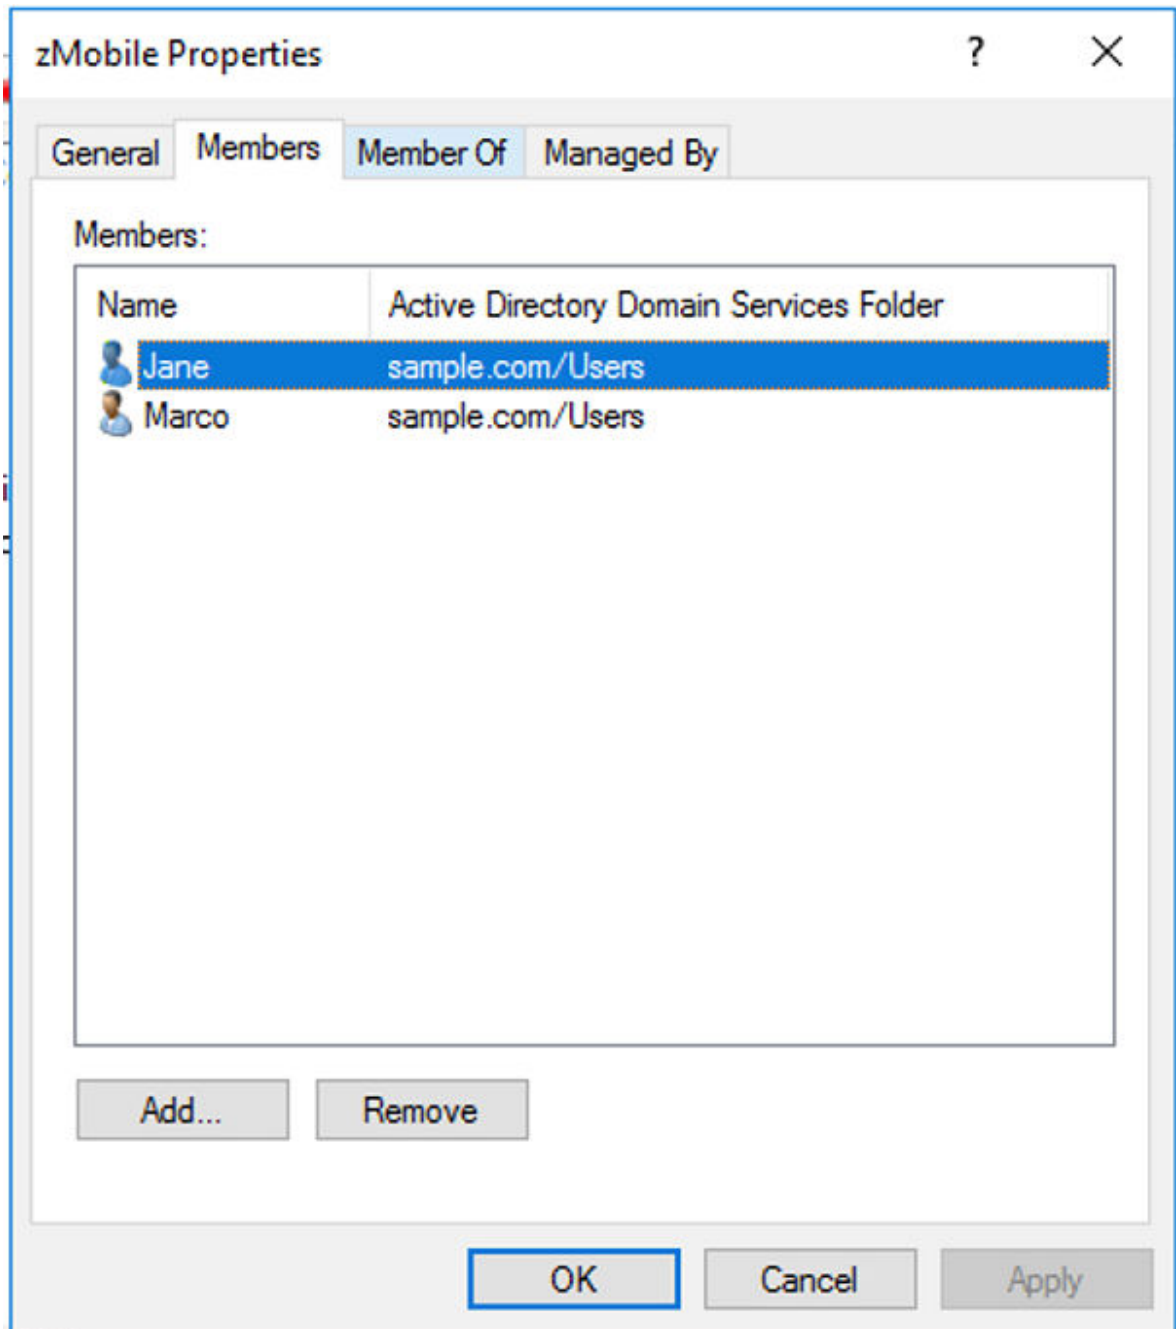 zMobile Properties ?
General Members Member Of Managed By
Members:
Name Active Directory Domain Services Folder
Jane sample.com/Users
Marco sample.com/Users
Add... Remove
OK Cancel Apply